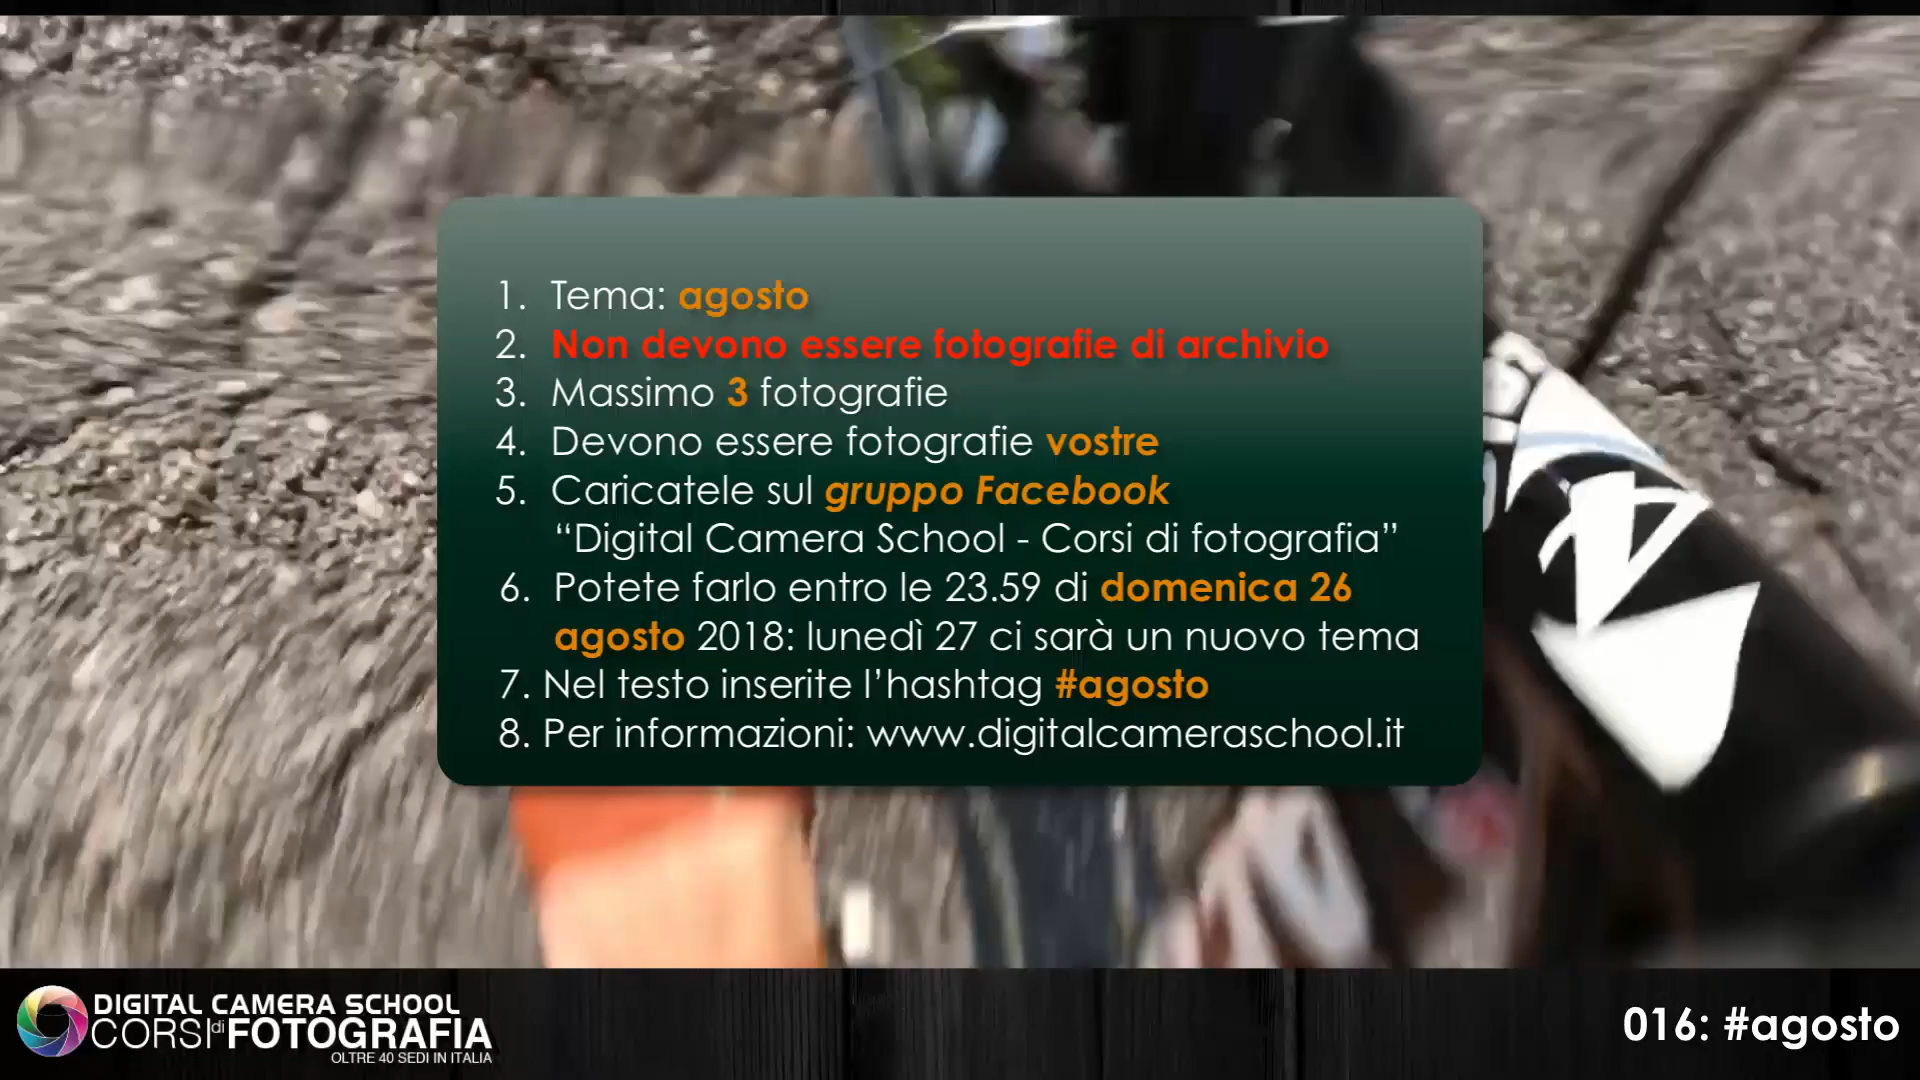 1. Tema: agosto
2. Non devono essere fotografie di archivio
3. Massimo 3 fotografie
4. Devono essere fotografie vostre
5. Caricatele sul gruppo Facebook
“Digital Camera School - Corsi di fotografia”
6. Potete farlo entro le 23.59 di domenica 26
agosto 2018: lunedì 27 ci sarà un nuovo tema
7. Nel testo inserite l’hashtag #agosto
8. Per informazioni: www.digitalcameraschool.it
DIGITAL CAMERA SCHOOL
CORSI di FOTOGRAFIA
OLTRE 40 SEDI IN ITALIA
016: #agosto